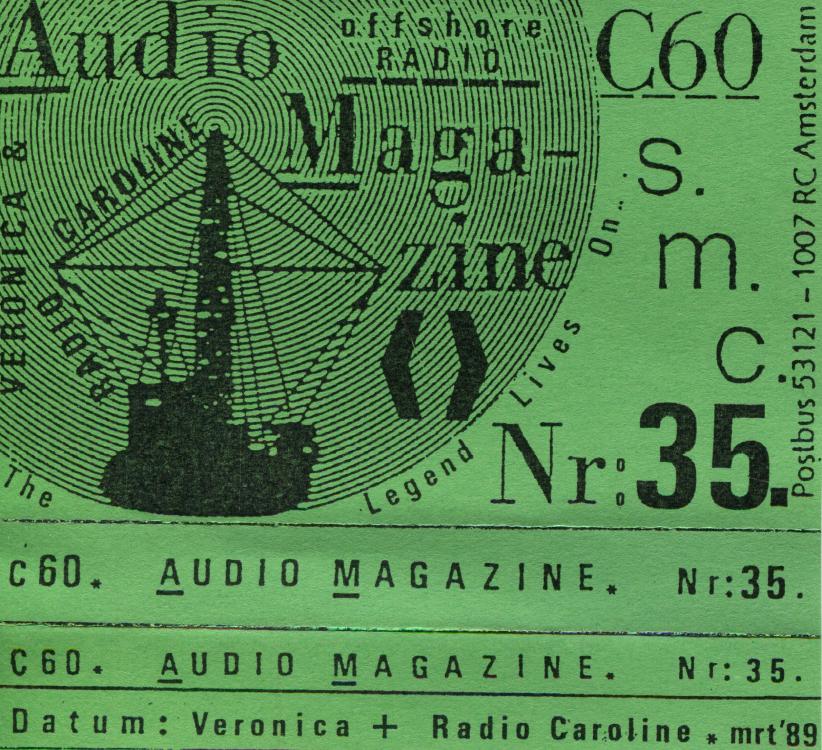 Audio
offshore
RADIO
C60
Maga-
zine
s.
m.
c.
Nr:35.
Postbus 53121 - 1007 RC Amsterdam
VERONICA &
RADIO CAROLINE
The Legend Lives On...
C60. AUDIO MAGAZINE. Nr:35.
C60. AUDIO MAGAZINE. Nr:35.
Datum: Veronica + Radio Caroline * mrt'89